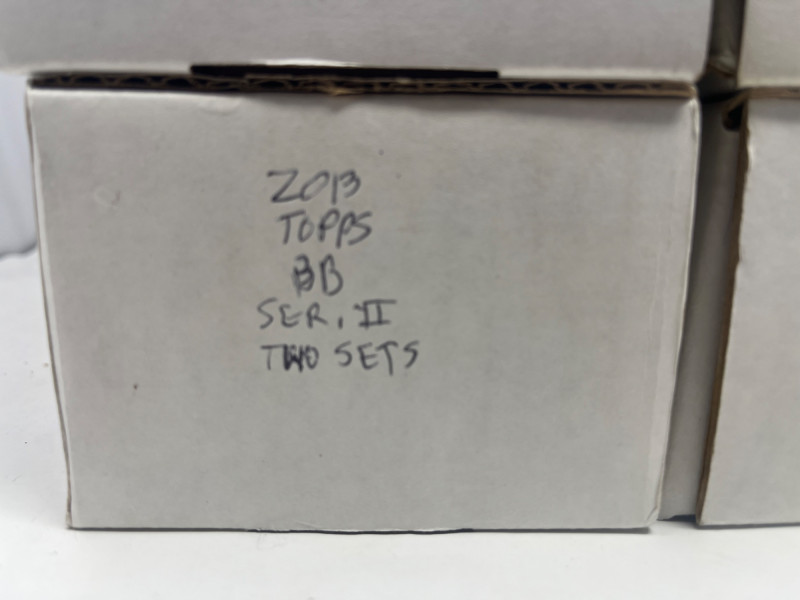 2013
TOPPS
BB
SER. II
TWO SETS